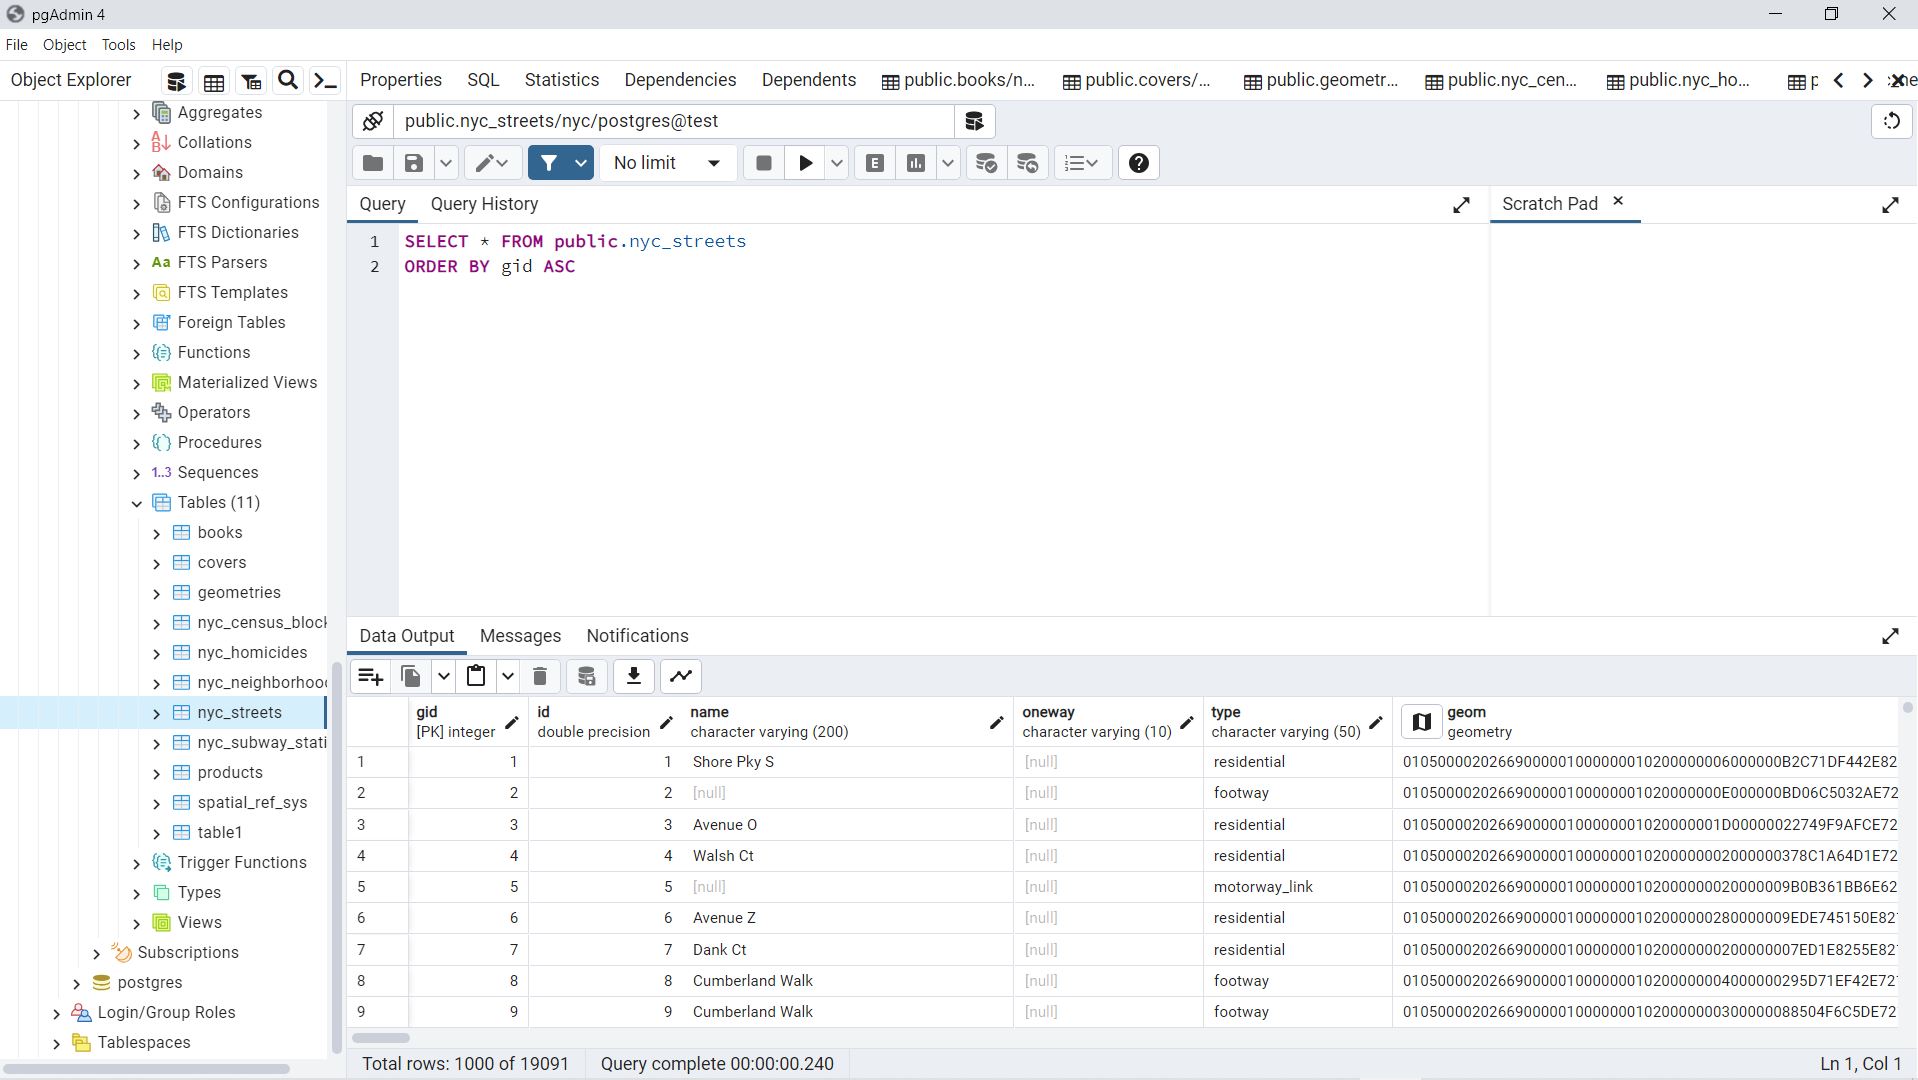 pgAdmin 4
File Object Tools Help
Object Explorer
Properties SQL Statistics Dependencies Dependents public.books/n... public.covers/... public.geometr... public.nyc_cen... public.nyc_ho...
public.nyc_streets/nyc/postgres@test
No limit
E
Query Query History
Scratch Pad
1 SELECT * FROM public.nyc_streets
2 ORDER BY gid ASC
Aggregates
Collations
Domains
FTS Configurations
FTS Dictionaries
Aa FTS Parsers
FTS Templates
Foreign Tables
Functions
Materialized Views
Operators
Procedures
1..3 Sequences
Tables (11)
books
covers
geometries
nyc_census_block
nyc_homicides
nyc_neighborhoo
nyc_streets
nyc_subway_stati
products
spatial_ref_sys
table1
Trigger Functions
Types
Views
Subscriptions
postgres
Login/Group Roles
Tablespaces
Data Output Messages Notifications
gid id name oneway type geom
[PK] integer double precision character varying (200) character varying (10) character varying (50) geometry
1 1 1 Shore Pky S [null] residential 01050000202669000001000000010200000006000000B2C71DF442E82
2 2 2 [null] [null] footway 0105000020266900000100000001020000000E000000BD06C5032AE72
3 3 3 Avenue O [null] residential 0105000020266900000100000001020000001D00000022749F9AFCE72
4 4 4 Walsh Ct [null] residential 01050000202669000001000000010200000002000000378C1A64D1E72
5 5 5 [null] [null] motorway_link 010500002026690000010000000102000000020000009B0B361BB6E62
6 6 6 Avenue Z [null] residential 010500002026690000010000000102000000280000009EDE745150E82
7 7 7 Dank Ct [null] residential 010500002026690000010000000102000000020000007ED1E8255E82
8 8 8 Cumberland Walk [null] footway 01050000202669000001000000010200000004000000295D71EF42E72
9 9 9 Cumberland Walk [null] footway 0105000020266900000100000001020000000300000088504F6C5DE72
Total rows: 1000 of 19091 Query complete 00:00:00.240
Ln 1, Col 1